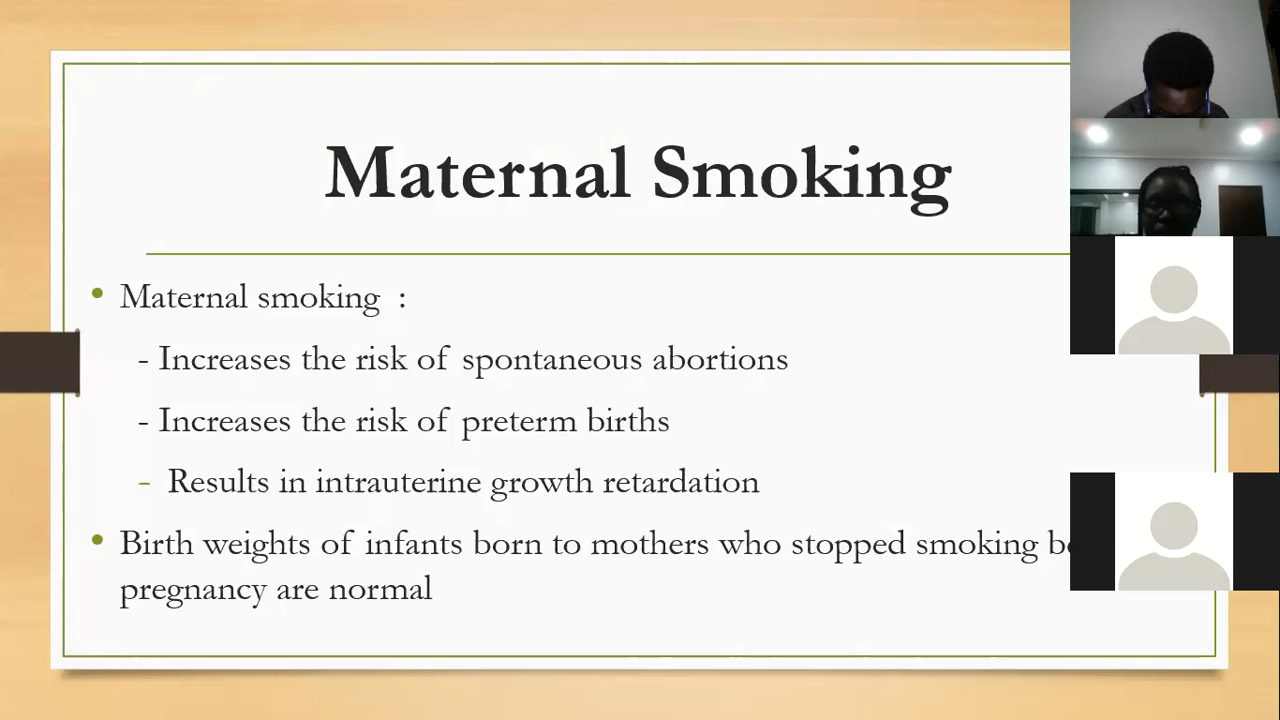 Maternal Smoking
• Maternal smoking :
- Increases the risk of spontaneous abortions
- Increases the risk of preterm births
- Results in intrauterine growth retardation
• Birth weights of infants born to mothers who stopped smoking
pregnancy are normal